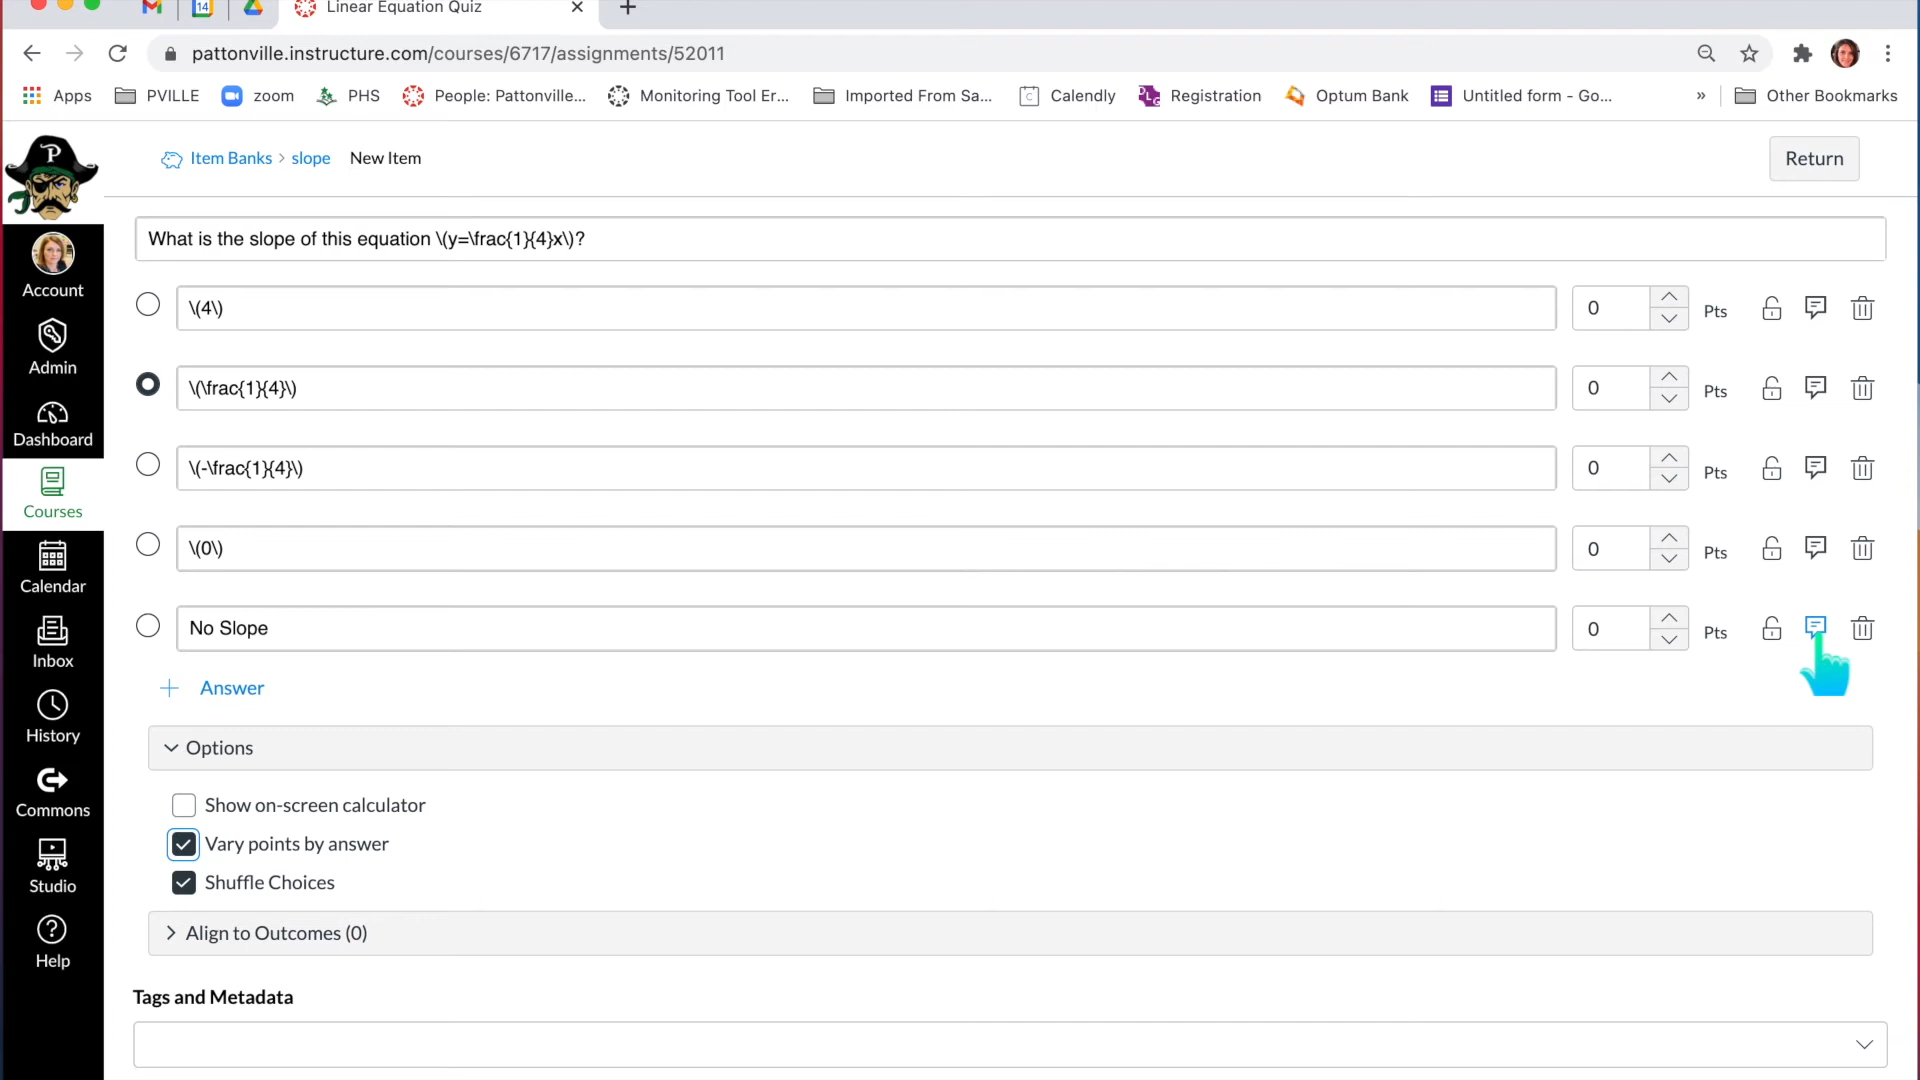 14
Linear Equation Quiz
pattonville.instructure.com/courses/6717/assignments/52011
Apps PVILLE zoom PHS People: Pattonville... Monitoring Tool Er... Imported From Sa... Calendly Registration Optum Bank Untitled form - Go... » Other Bookmarks
P
Item Banks > slope New Item Return
What is the slope of this equation \(y=\frac{1}{4}x\)?
Account
\(4\) 0 Pts
Admin
\(\frac{1}{4}\) 0 Pts
Dashboard
\(-\frac{1}{4}\) 0 Pts
Courses
\(0\) 0 Pts
Calendar
No Slope 0 Pts
Inbox
+ Answer
History
Options
Commons
Show on-screen calculator
Vary points by answer
Studio
Shuffle Choices
Align to Outcomes (0)
Help
Tags and Metadata